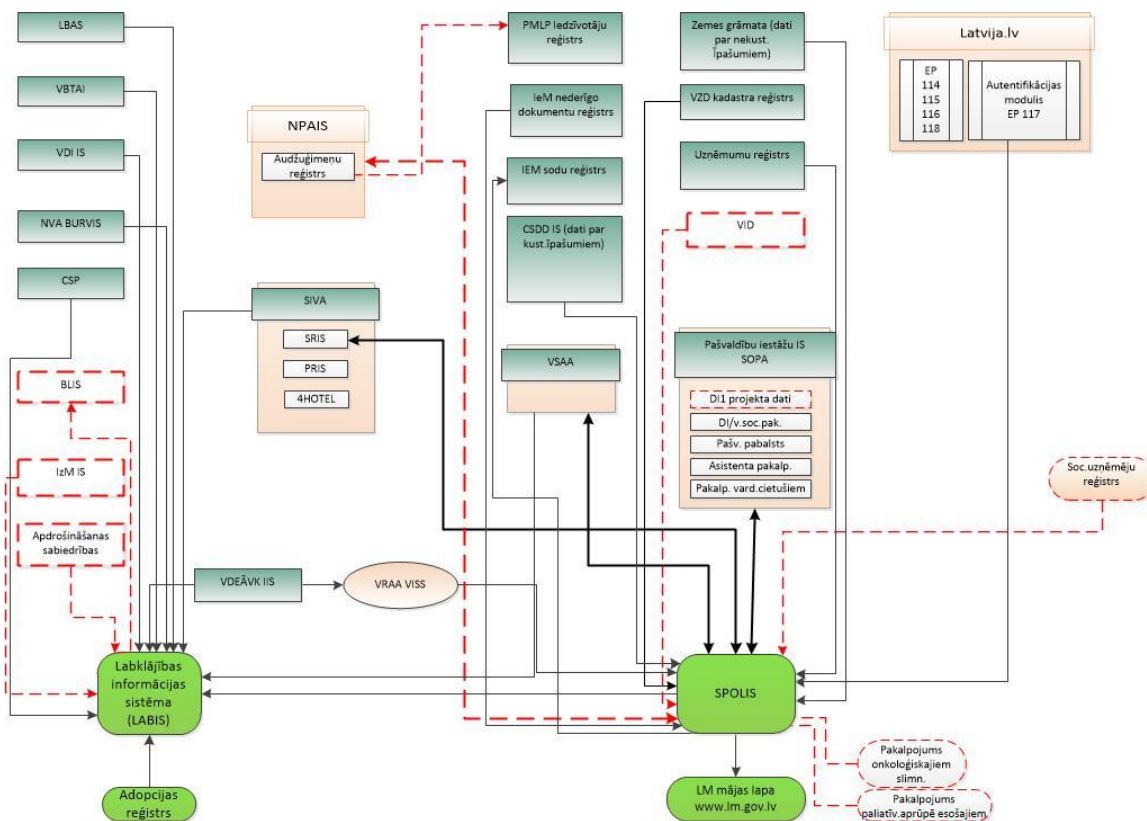 LBAS
VBTAI
VDI IS
NVA BURVIS
CSP
BLIS
IzM IS
Apdrošināšanas
sabiedrības
NPAIS
Audžuģimeņu
reģistrs
SIVA
SRIS
PRIS
4HOTEL
VDEĀVK IIS
VRAA VISS
Labklājības
informācijas
sistēma
(LABIS)
Adopcijas
reģistrs
PMLP Iedzīvotāju
reģistrs
IeM nederīgo
dokumentu reģistrs
IEM sodu reģistrs
CSDD IS (dati par
kust.īpašumiem)
VSAA
Zemes grāmata (dati
par nekust.
Īpašumiem)
VZD kadastra reģistrs
Uzņēmumu reģistrs
VID
Pašvaldību iestāžu IS
SOPA
DI1 projekta dati
DI/v.soc.pak.
Pašv. pabalsts
Asistenta pakalp.
Pakalp. vard.cietušiem
SPOLIS
LM mājas lapa
www.lm.gov.lv
Latvija.lv
EP
114
115
116
118
Autentifikācijas
modulis
EP 117
Soc.uzņēmēju
reģistrs
Pakalpojums
onkoloģiskajiem
slimn.
Pakalpojums
paliatīv.aprūpē esošajiem